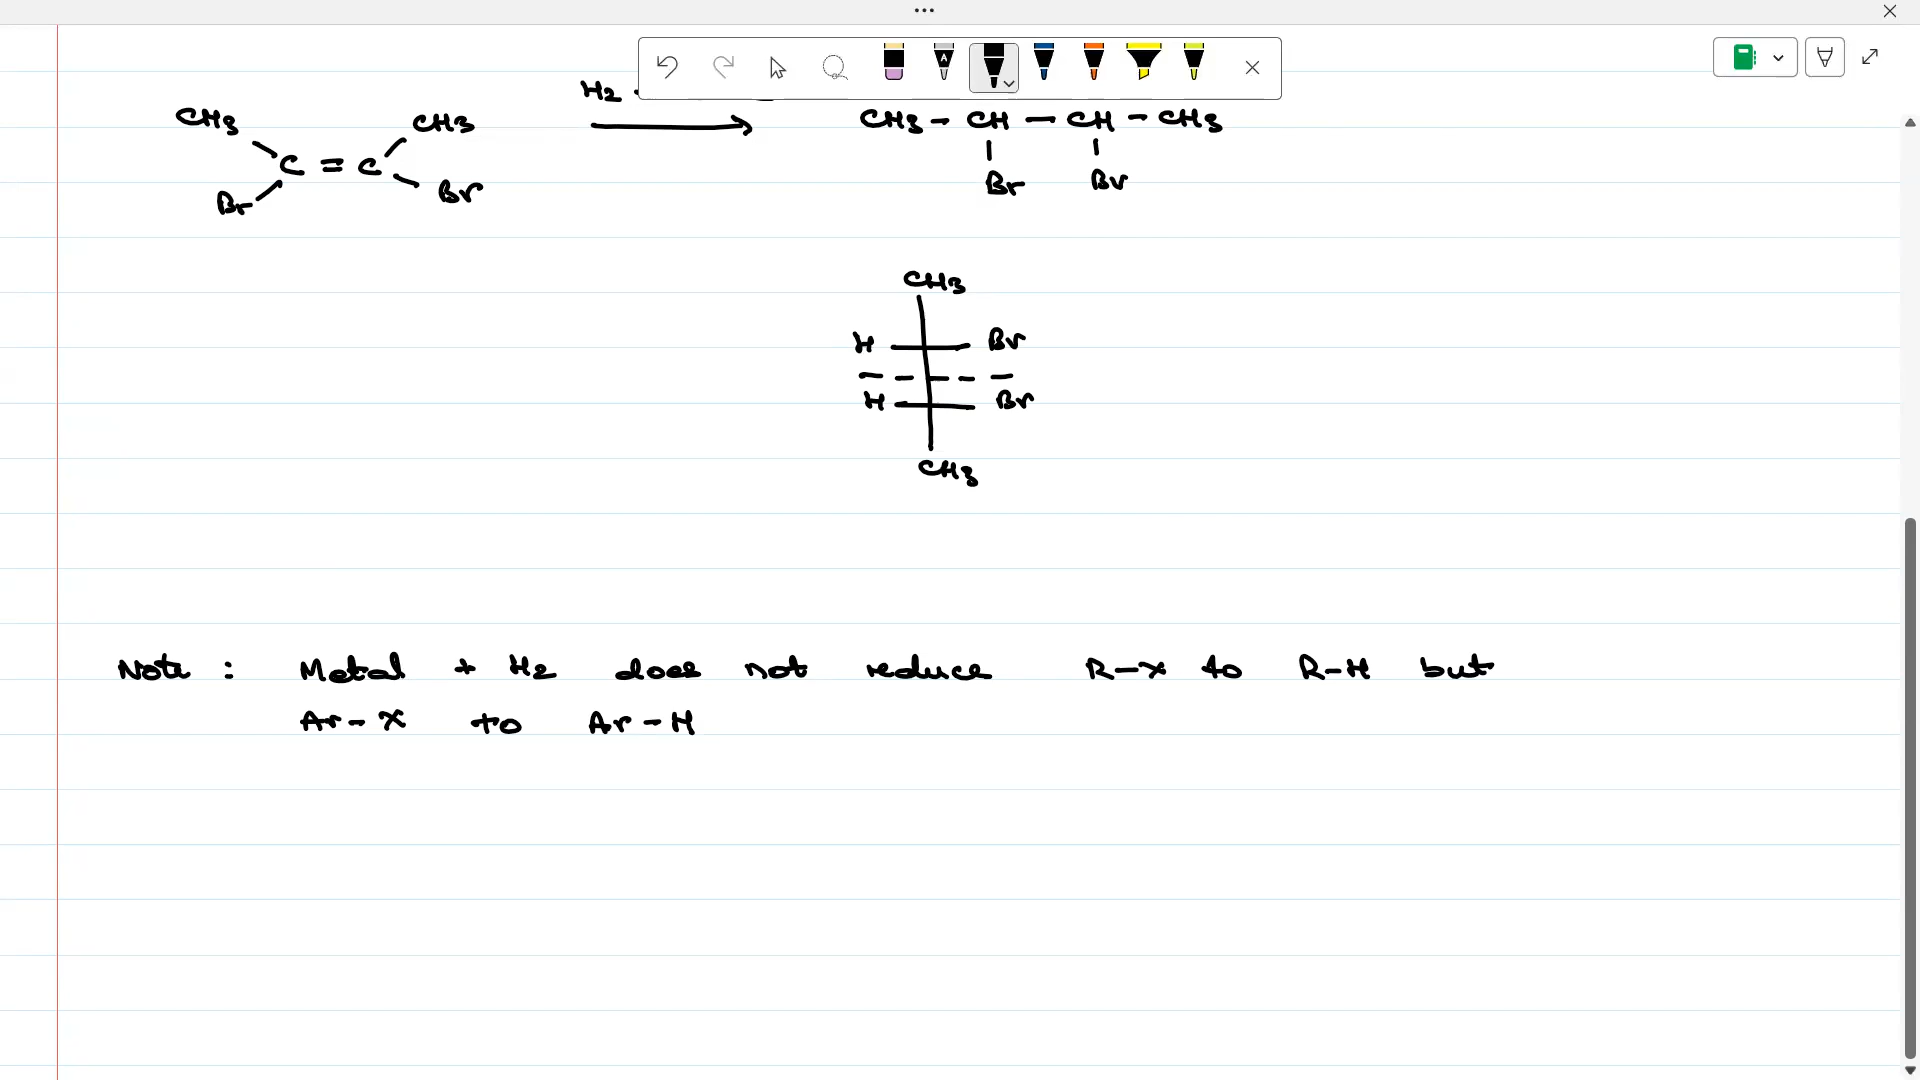 H2
CH3 CH3
C = C
Br Br
CH3 - CH - CH - CH3
Br Br
CH3
H Br
H Br
CH3
Note : Metal + H2 does not reduce R-X to R-H but
Ar-X to Ar-H